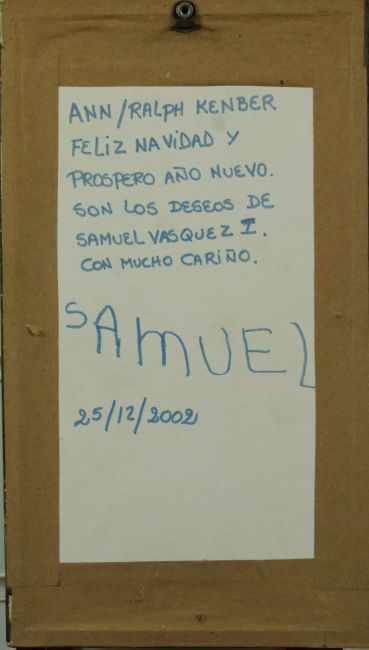 ANN/RALPH KENBER
FELIZ NAVIDAD Y
PROSPERO AÑO NUEVO.
SON LOS DESEOS DE
SAMUEL VASQUEZ I.
CON MUCHO CARIÑO.
SAMUEL
25/12/2002